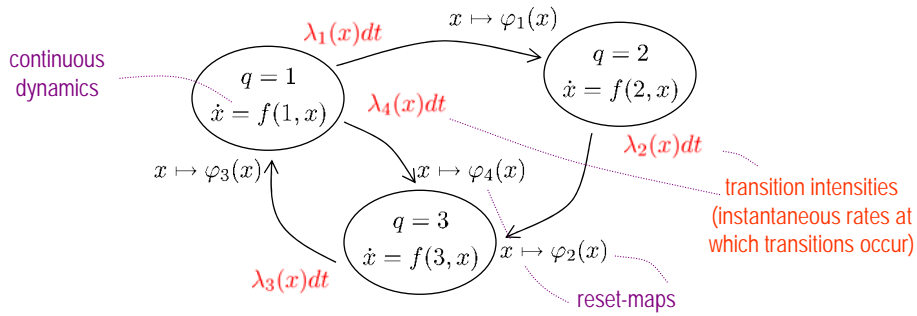 x ↦ φ₁(x)
λ₁(x)dt
continuous
dynamics
q = 1
ẋ = f(1, x)
q = 2
ẋ = f(2, x)
λ₄(x)dt
λ₂(x)dt
x ↦ φ₃(x)
x ↦ φ₄(x)
transition intensities
(instantaneous rates at
which transitions occur)
q = 3
ẋ = f(3, x)
x ↦ φ₂(x)
λ₃(x)dt
reset-maps